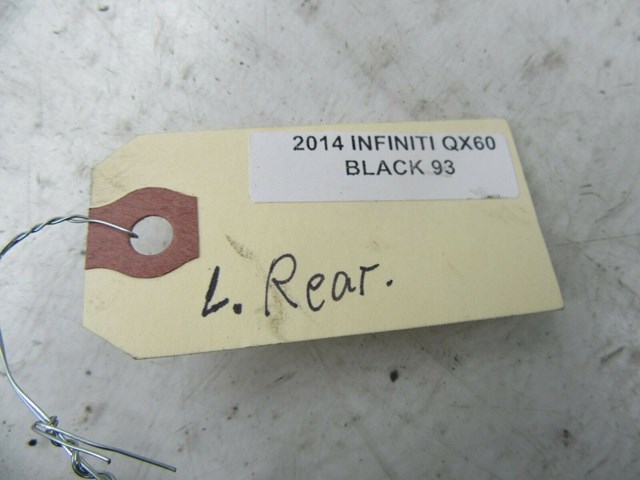 2014 INFINITI QX60
BLACK 93
L. Rear.